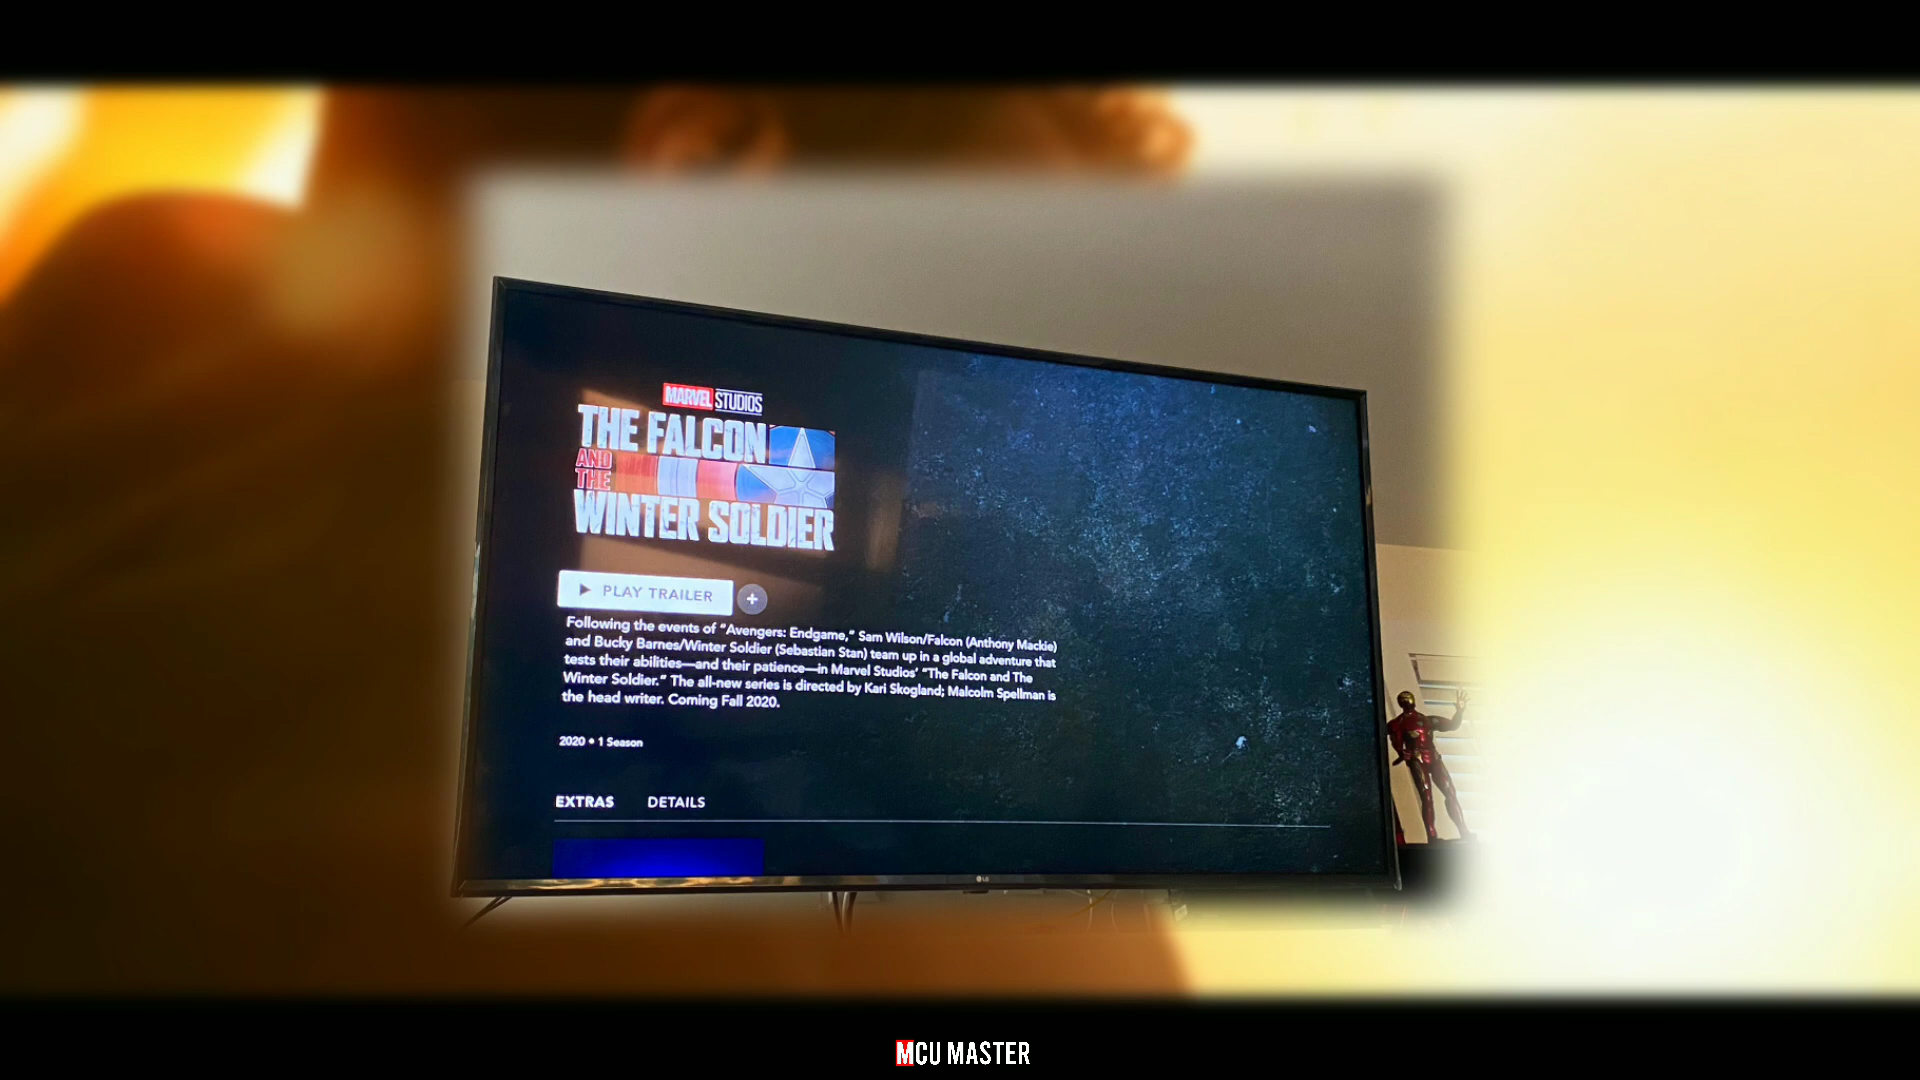 MARVEL STUDIOS
THE FALCON
AND
THE
WINTER SOLDIER
PLAY TRAILER
Following the events of “Avengers: Endgame,” Sam Wilson/Falcon (Anthony Mackie)
and Bucky Barnes/Winter Soldier (Sebastian Stan) team up in a global adventure that
tests their abilities—and their patience—in Marvel Studios’ “The Falcon and The
Winter Soldier.” The all-new series is directed by Kari Skogland; Malcolm Spellman is
the head writer. Coming Fall 2020.
2020 • 1 Season
EXTRAS DETAILS
LG
MCU MASTER